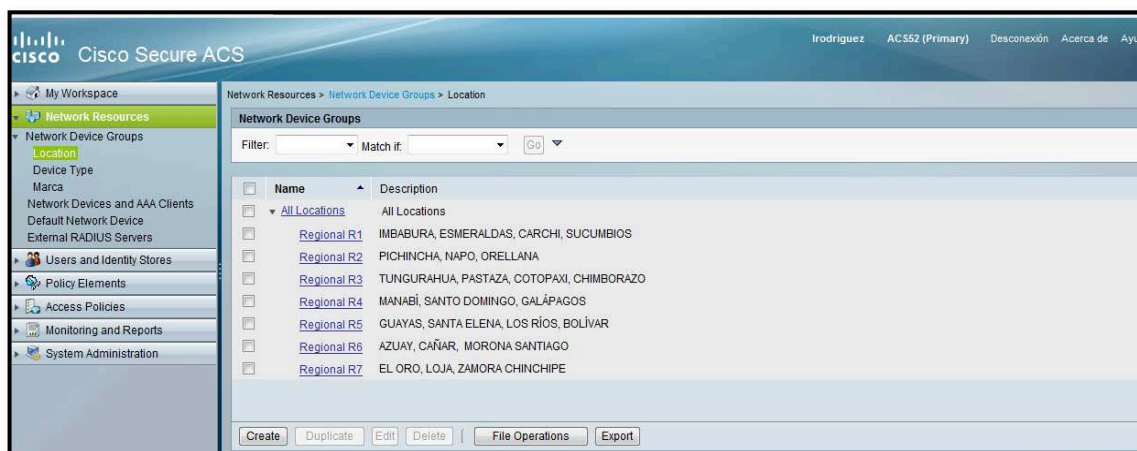 cisco Cisco Secure ACS
lrodriguez ACS52 (Primary) Desconexión Acerca de Ayu
My Workspace
Network Resources
Network Device Groups
Location
Device Type
Marca
Network Devices and AAA Clients
Default Network Device
External RADIUS Servers
Users and Identity Stores
Policy Elements
Access Policies
Monitoring and Reports
System Administration
Network Resources > Network Device Groups > Location
Network Device Groups
Filter: Match if: Go
Name Description
All Locations All Locations
Regional R1 IMBABURA, ESMERALDAS, CARCHI, SUCUMBIOS
Regional R2 PICHINCHA, NAPO, ORELLANA
Regional R3 TUNGURAHUA, PASTAZA, COTOPAXI, CHIMBORAZO
Regional R4 MANABÍ, SANTO DOMINGO, GALÁPAGOS
Regional R5 GUAYAS, SANTA ELENA, LOS RÍOS, BOLÍVAR
Regional R6 AZUAY, CAÑAR, MORONA SANTIAGO
Regional R7 EL ORO, LOJA, ZAMORA CHINCHIPE
Create Duplicate Edit Delete | File Operations Export